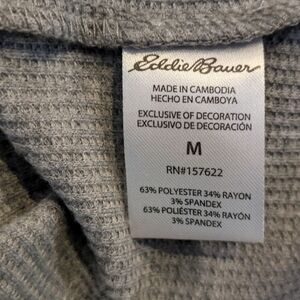 Eddie Bauer
MADE IN CAMBODIA
HECHO EN CAMBOYA
EXCLUSIVE OF DECORATION
EXCLUSIVO DE DECORACIÓN
M
RN#157622
63% POLYESTER 34% RAYON
3% SPANDEX
63% POLIÉSTER 34% RAYON
3% SPANDEX